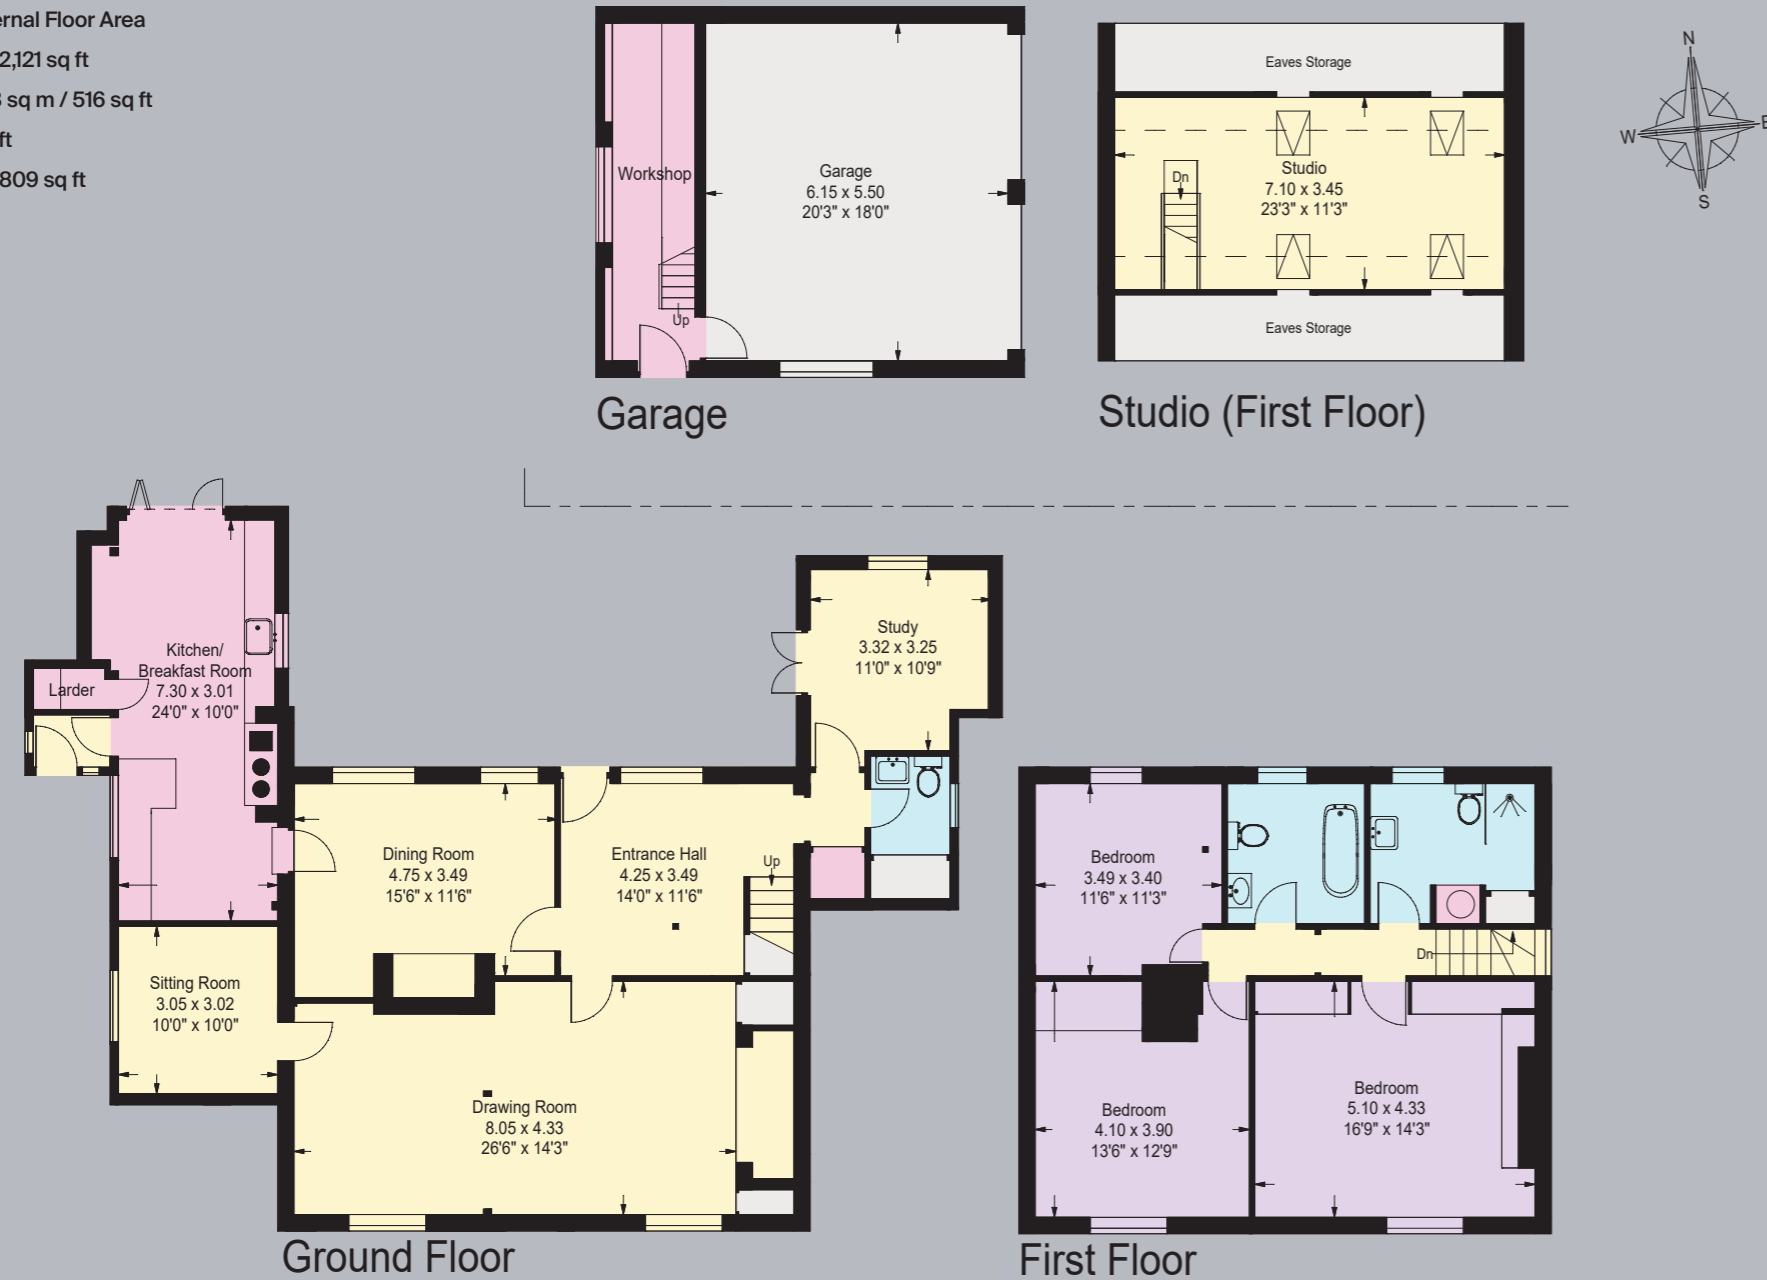 ernal Floor Area
2,121 sq ft
sq m / 516 sq ft
ft
809 sq ft
Eaves Storage
Workshop
Up
Garage
6.15 x 5.50
20'3" x 18'0"
Dn
Studio
7.10 x 3.45
23'3" x 11'3"
Eaves Storage
N
W
E
S
Garage
Studio (First Floor)
Kitchen/
Breakfast Room
7.30 x 3.01
24'0" x 10'0"
Larder
Study
3.32 x 3.25
11'0" x 10'9"
Dining Room
4.75 x 3.49
15'6" x 11'6"
Entrance Hall
4.25 x 3.49
14'0" x 11'6"
Up
Sitting Room
3.05 x 3.02
10'0" x 10'0"
Drawing Room
8.05 x 4.33
26'6" x 14'3"
Bedroom
3.49 x 3.40
11'6" x 11'3"
Dn
Bedroom
4.10 x 3.90
13'6" x 12'9"
Bedroom
5.10 x 4.33
16'9" x 14'3"
Ground Floor
First Floor